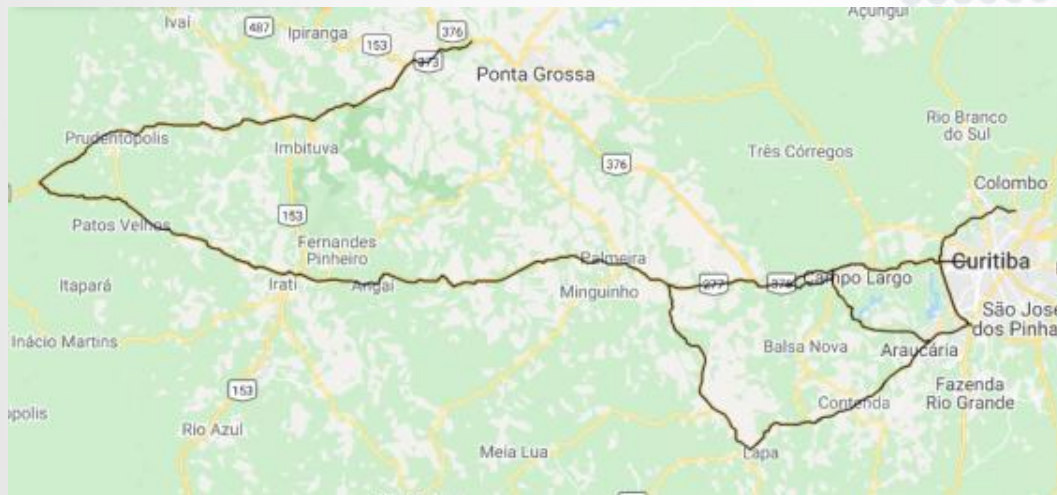 Ivaí
487
Ipiranga
153
376
373
Ponta Grossa
Açungui
Prudentópolis
Imbituva
376
Três Córregos
Rio Branco
do Sul
Colombo
Patos Velhos
153
Fernandes
Pinheiro
Palmeira
Curitiba
Itapará
Irati
Angaí
Minguinho
277
376
Campo Largo
São José
dos Pinha
Inácio Martins
Balsa Nova
Araucária
153
Fazenda
Rio Grande
opolis
Rio Azul
Contenda
Meia Lua
Lapa